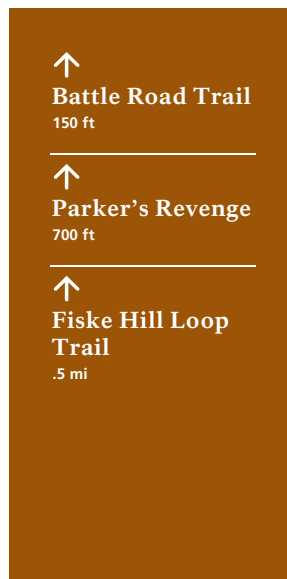 Battle Road Trail
150 ft
Parker’s Revenge
700 ft
Fiske Hill Loop
Trail
.5 mi